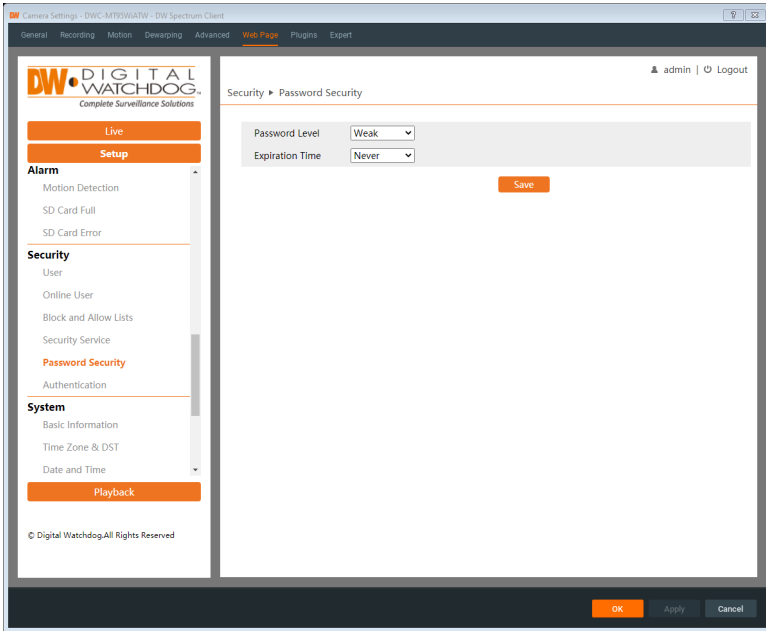 DW Camera Settings - DWC-MT95WiATW - DW Spectrum Client
General Recording Motion Dewarping Advanced Web Page Plugins Expert
DW DIGITAL
WATCHDOG
Complete Surveillance Solutions
admin | Logout
Security ▶ Password Security
Live
Setup
Alarm
Motion Detection
SD Card Full
SD Card Error
Security
User
Online User
Block and Allow Lists
Security Service
Password Security
Authentication
System
Basic Information
Time Zone & DST
Date and Time
Playback
© Digital Watchdog.All Rights Reserved
Password Level Weak
Expiration Time Never
Save
OK Apply Cancel